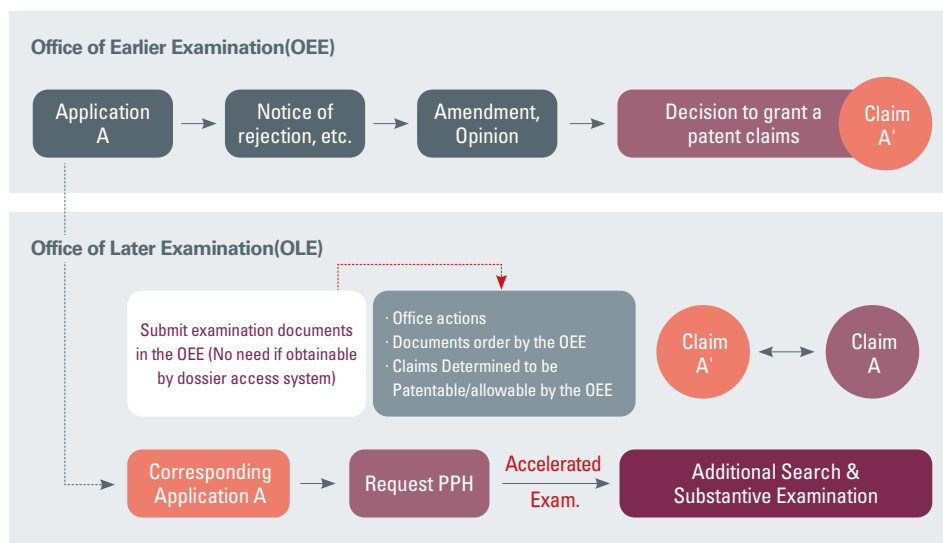 Office of Earlier Examination(OEE)
Application
A
Notice of
rejection, etc.
Amendment,
Opinion
Decision to grant a
patent claims
Claim
A'
Office of Later Examination(OLE)
Submit examination documents
in the OEE (No need if obtainable
by dossier access system)
· Office actions
· Documents order by the OEE
· Claims Determined to be
Patentable/allowable by the OEE
Claim
A'
Claim
A
Corresponding
Application A
Request PPH
Accelerated
Exam.
Additional Search &
Substantive Examination